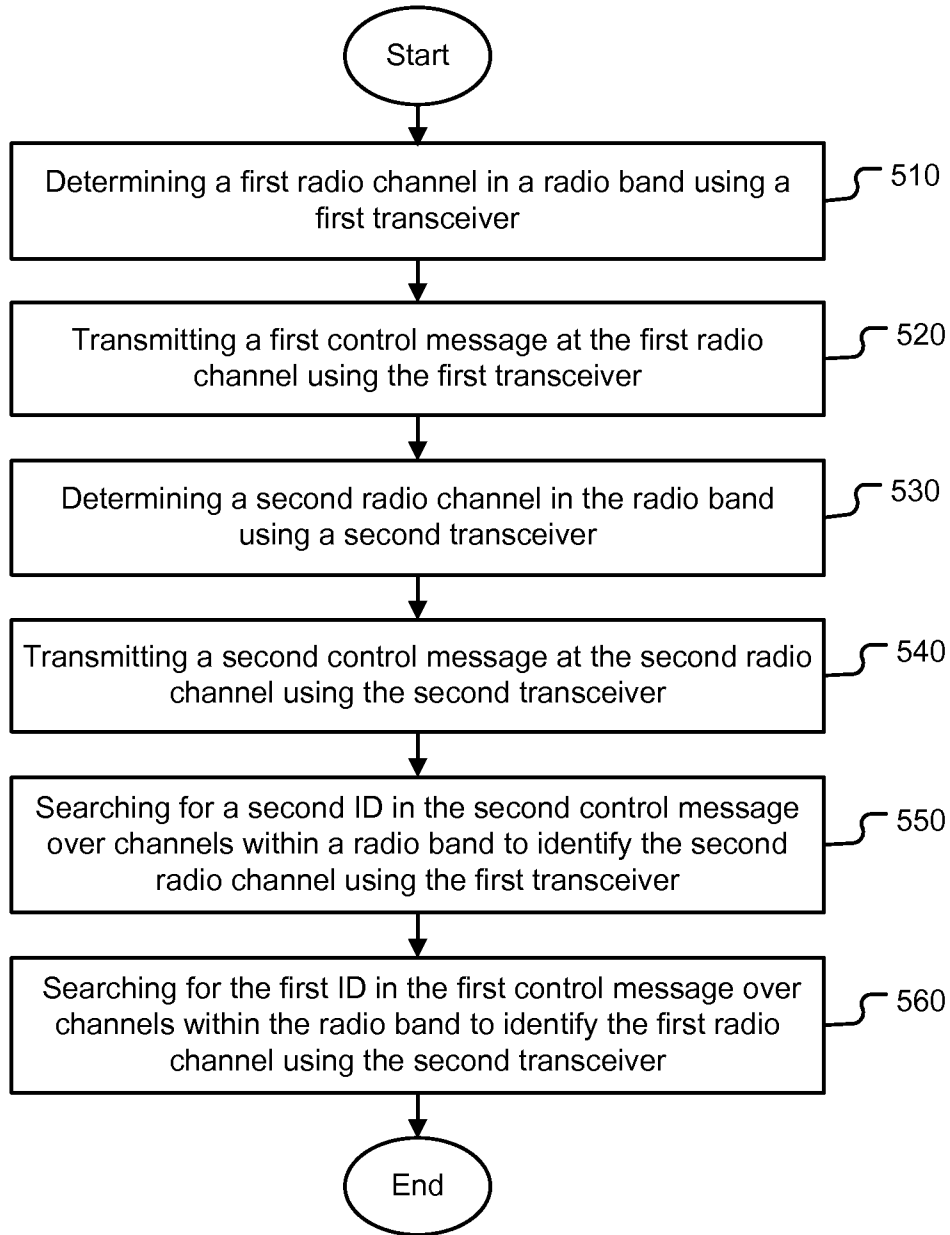 Start
Determining a first radio channel in a radio band using a
first transceiver
510
Transmitting a first control message at the first radio
channel using the first transceiver
520
Determining a second radio channel in the radio band
using a second transceiver
530
Transmitting a second control message at the second radio
channel using the second transceiver
540
Searching for a second ID in the second control message
over channels within a radio band to identify the second
radio channel using the first transceiver
550
Searching for the first ID in the first control message over
channels within the radio band to identify the first radio
channel using the second transceiver
560
End